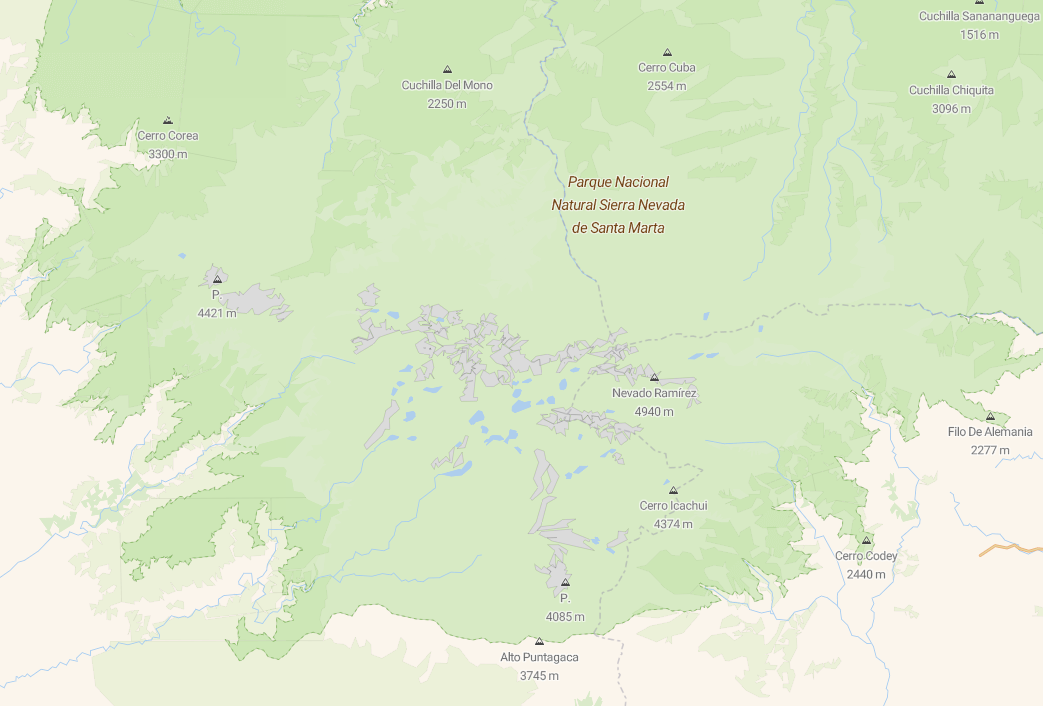 Cuchilla Sanananguega
1516 m
Cerro Cuba
2554 m
Cuchilla Del Mono
2250 m
Cuchilla Chiquita
3096 m
Cerro Corea
3300 m
Parque Nacional
Natural Sierra Nevada
de Santa Marta
P.
4421 m
Nevado Ramírez
4940 m
Filo De Alemania
2277 m
Cerro Icachui
4374 m
Cerro Codey
2440 m
P.
4085 m
Alto Puntagaca
3745 m